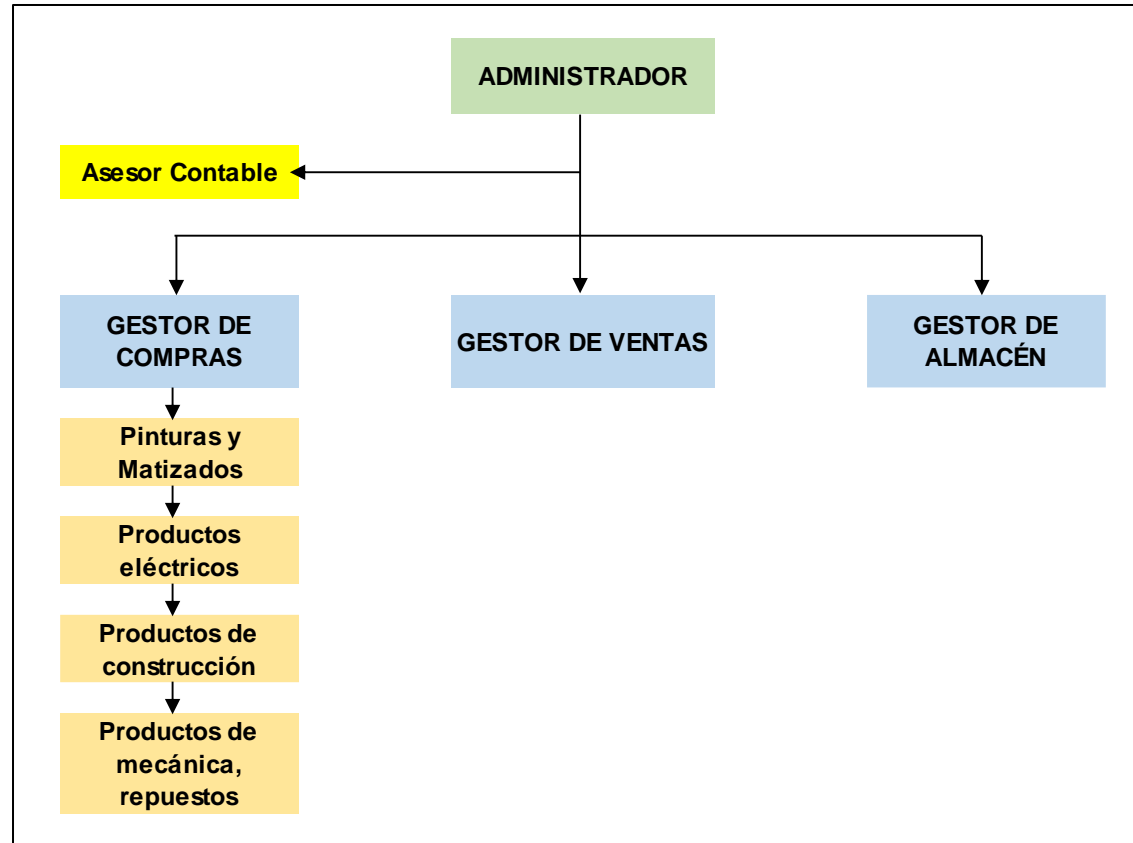 ADMINISTRADOR
Asesor Contable
GESTOR DE
COMPRAS
GESTOR DE VENTAS
GESTOR DE
ALMACÉN
Pinturas y
Matizados
Productos
eléctricos
Productos de
construcción
Productos de
mecánica,
repuestos